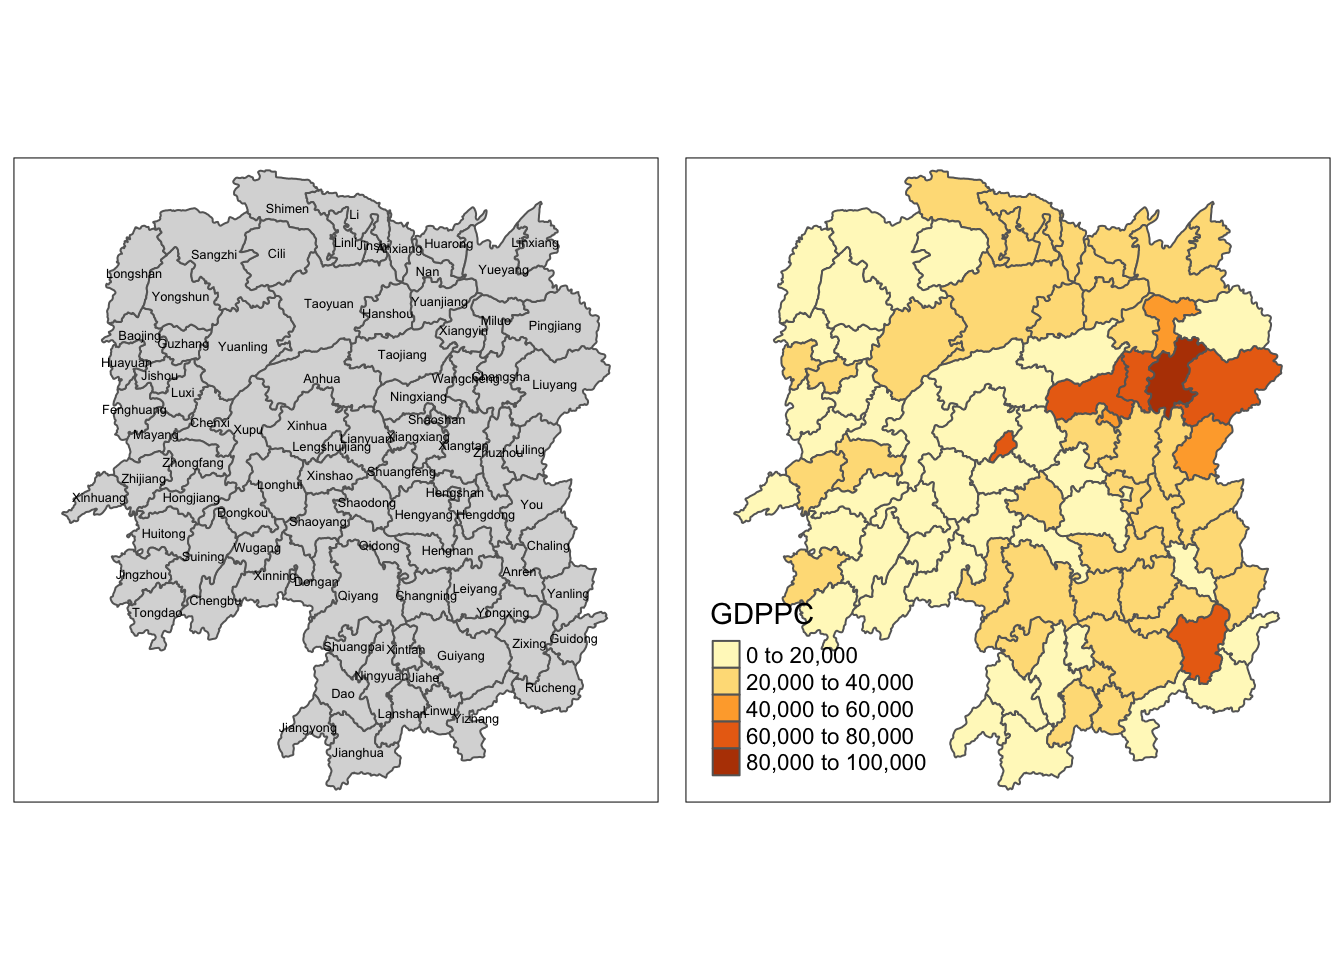 Shimen
Li
Linli
Jinshi
Anxiang
Huarong
Linxiang
Sangzhi
Cili
Longshan
Nan
Yueyang
Yongshun
Taoyuan
Yuanjiang
Hanshou
Baojing
Guzhang
Yuanling
Xiangyin
Miluo
Pingjiang
Huayuan
Taojiang
Jishou
Luxi
Anhua
Wangcheng
Changsha
Liuyang
Ningxiang
Fenghuang
Chenxi
Xupu
Xinhua
Shaoshan
Mayang
Lengshuijiang
Lianyuan
Xiangxiang
Xiangtan
Zhuzhou
Liling
Zhongfang
Zhijiang
Xinshao
Shuangfeng
Longhui
Xinhuang
Hongjiang
Shaodong
Hengshan
You
Dongkou
Shaoyang
Hengyang
Hengdong
Huitong
Wugang
Qidong
Henghan
Chaling
Suining
Jingzhou
Xinning
Dongan
Anren
Chengbu
Qiyang
Changning
Leiyang
Yanling
Tongdao
Yongxing
Shuangpai
Xintian
Guiyang
Zixing
Guidong
Ningyuan
Jiahe
Dao
Rucheng
Lanshan
Linwu
Yizhang
Jiangyong
Jianghua
GDPPC
0 to 20,000
20,000 to 40,000
40,000 to 60,000
60,000 to 80,000
80,000 to 100,000